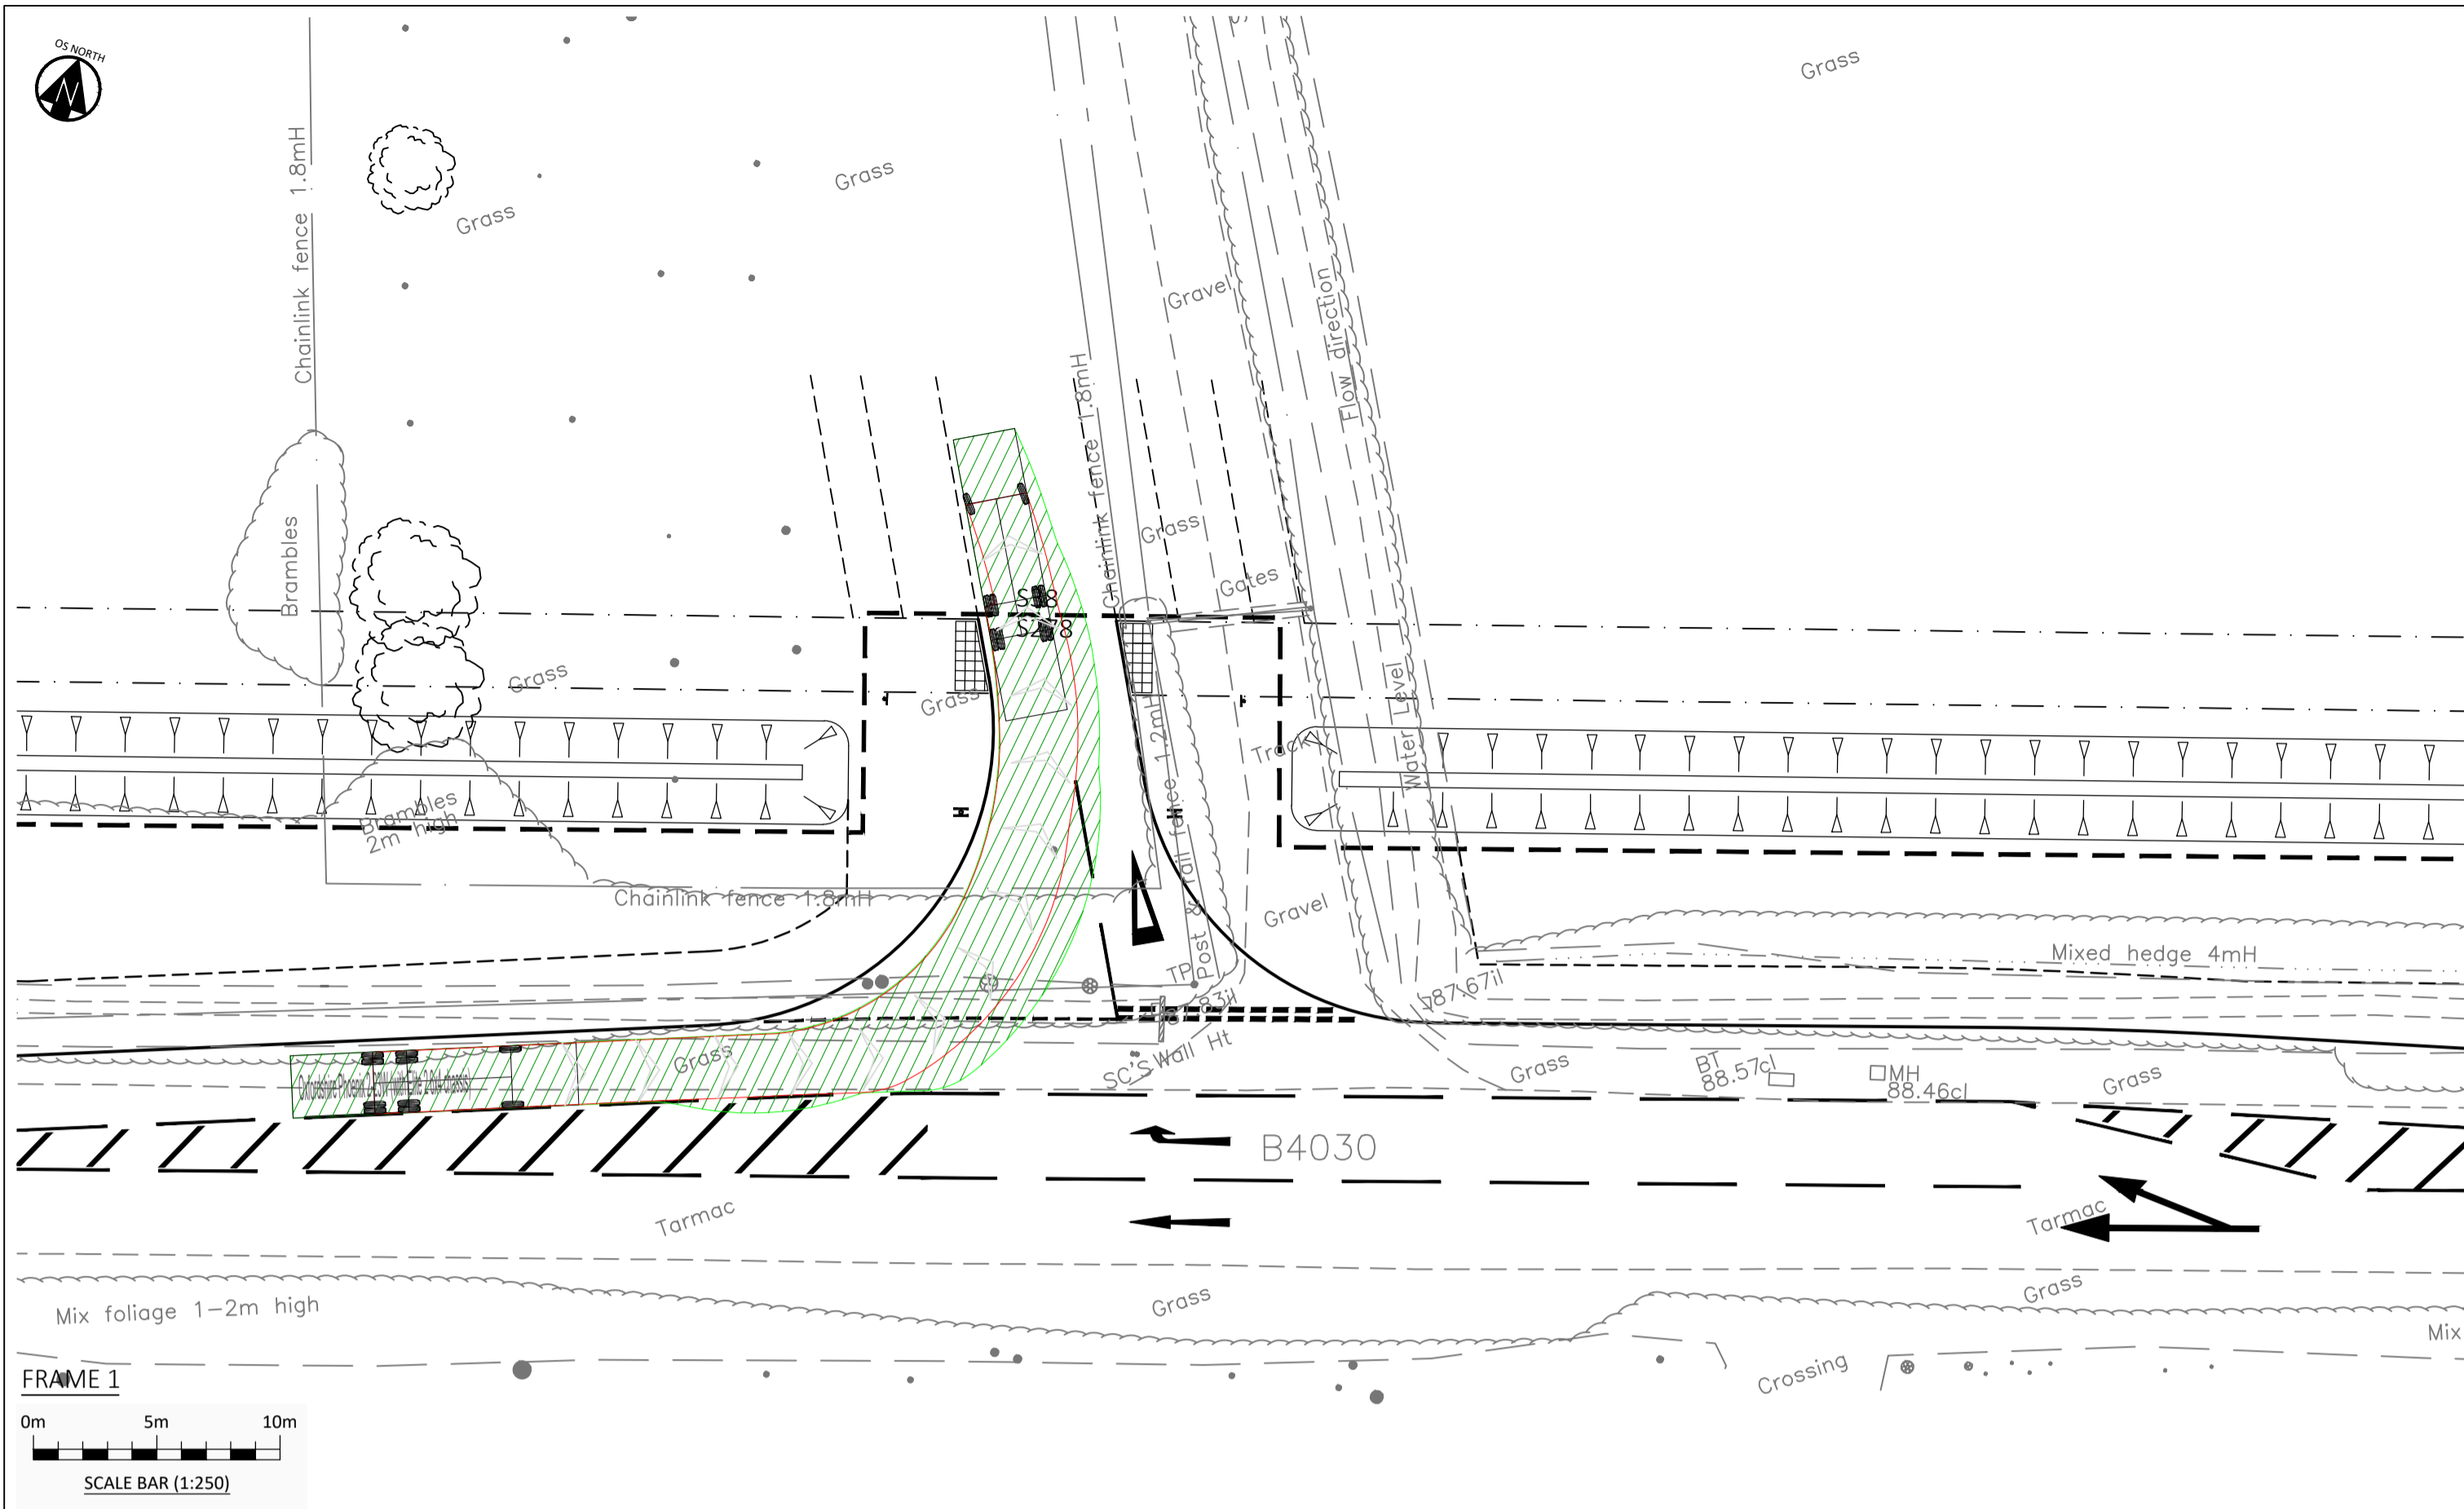 OS NORTH
N
Grass
Chainlink fence 1.8mH
Grass
Grass
Gravel
Flow direction
Chainlink fence 1.8mH
Brambles
Grass
Gates
S38
S278
Grass
Grass
Track
Water Level
Brambles
2m high
Chainlink fence 1.8mH
Post & rail fence 1.2mH
Gravel
Mixed hedge 4mH
TP
87.67il
Grass
SC'S
Wall Ht
Grass
BT
88.57cl
MH
88.46cl
Grass
B4030
Tarmac
Tarmac
Mix foliage 1-2m high
Grass
Grass
Mix
Crossing
FRAME 1
0m 5m 10m
SCALE BAR (1:250)